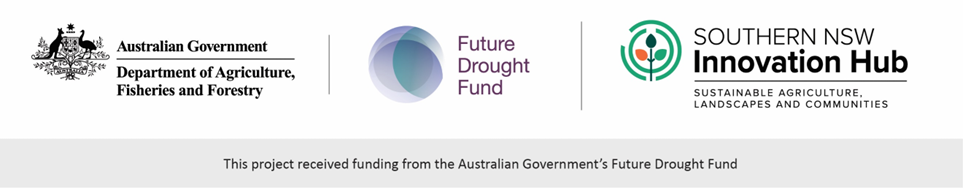 Australian Government
Department of Agriculture,
Fisheries and Forestry
Future
Drought
Fund
SOUTHERN NSW
Innovation Hub
SUSTAINABLE AGRICULTURE,
LANDSCAPES AND COMMUNITIES
This project received funding from the Australian Government's Future Drought Fund